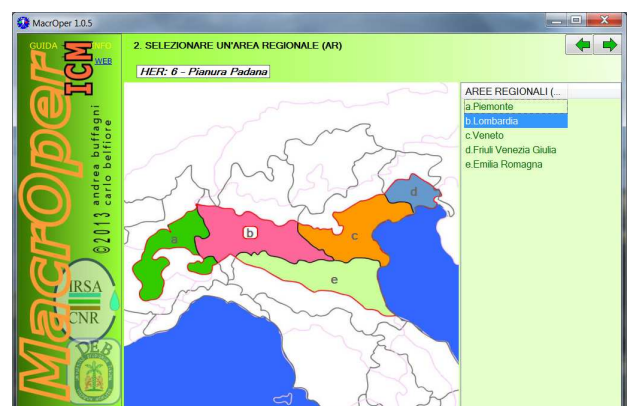 MacrOper 1.0.5
GUIDA
INFO
WEB
MacrOper
ICM
©2013 andrea buffagni
carlo belfiore
IRSA
CNR
DEB
2. SELEZIONARE UN'AREA REGIONALE (AR)
HER: 6 - Pianura Padana
a
b
c
d
e
AREE REGIONALI (...
a.Piemonte
b.Lombardia
c.Veneto
d.Friuli Venezia Giulia
e.Emilia Romagna